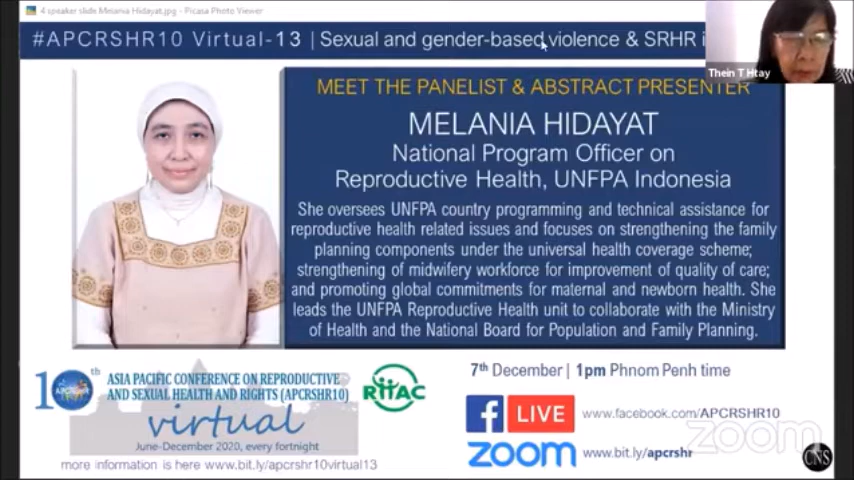 4 speaker slids Melania Hidayat.jpg - Picasa Photo Viewer
#APCRSHR10 Virtual-13 | Sexual and gender-based violence & SRHR i
Thein T Htay
MEET THE PANELIST & ABSTRACT PRESENTER
MELANIA HIDAYAT
National Program Officer on
Reproductive Health, UNFPA Indonesia
She oversees UNFPA country programming and technical assistance for
reproductive health related issues and focuses on strengthening the family
planning components under the universal health coverage scheme;
strengthening of midwifery workforce for improvement of quality of care;
and promoting global commitments for maternal and newborn health. She
leads the UNFPA Reproductive Health unit to collaborate with the Ministry
of Health and the National Board for Population and Family Planning.
10th
APCRSHR
ASIA PACIFIC CONFERENCE ON REPRODUCTIVE
AND SEXUAL HEALTH AND RIGHTS (APCRSHR10)
virtual
June-December 2020, every fortnight
more information is here www.bit.ly/apcrshr10virtual13
RHAC
7th December | 1pm Phnom Penh time
f LIVE
www.facebook.com/APCRSHR10
zoom
www.bit.ly/apcrshr
zoom
CNS